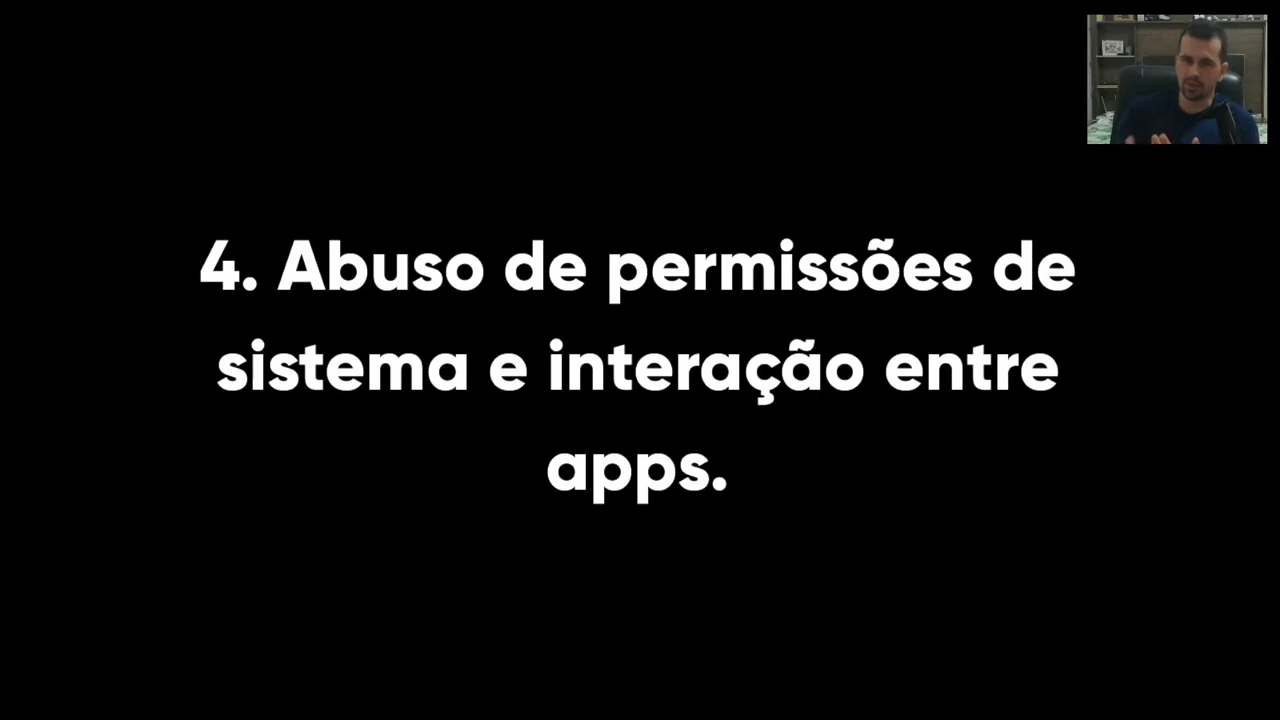 4. Abuso de permissões de
sistema e interação entre
apps.